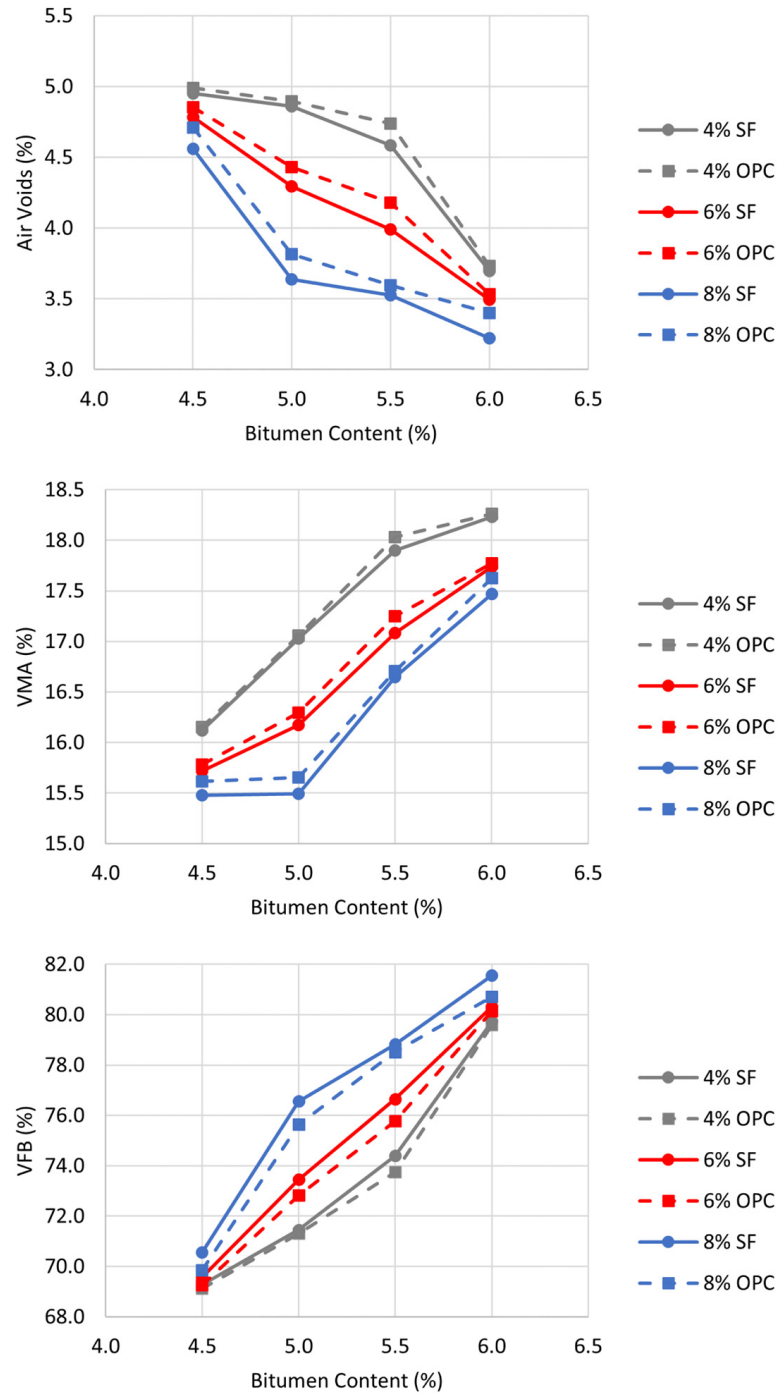 5.5
5.0
4.5
4.0
3.5
3.0
Air Voids (%)
4.0 4.5 5.0 5.5 6.0 6.5
Bitumen Content (%)
4% SF
4% OPC
6% SF
6% OPC
8% SF
8% OPC
18.5
18.0
17.5
17.0
16.5
16.0
15.5
15.0
VMA (%)
4.0 4.5 5.0 5.5 6.0 6.5
Bitumen Content (%)
4% SF
4% OPC
6% SF
6% OPC
8% SF
8% OPC
82.0
80.0
78.0
76.0
74.0
72.0
70.0
68.0
VFB (%)
4.0 4.5 5.0 5.5 6.0 6.5
Bitumen Content (%)
4% SF
4% OPC
6% SF
6% OPC
8% SF
8% OPC